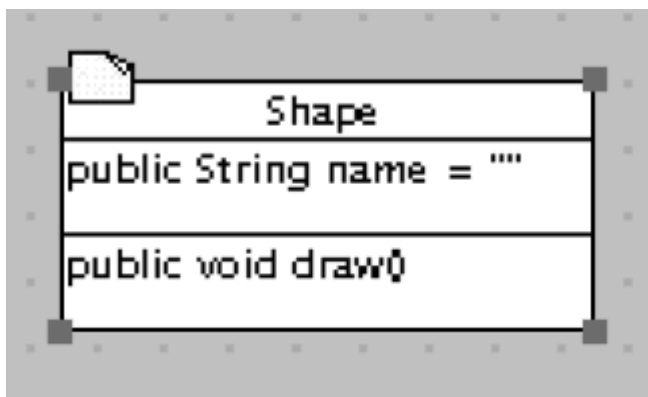 Shape
public String name = ""
public void draw()